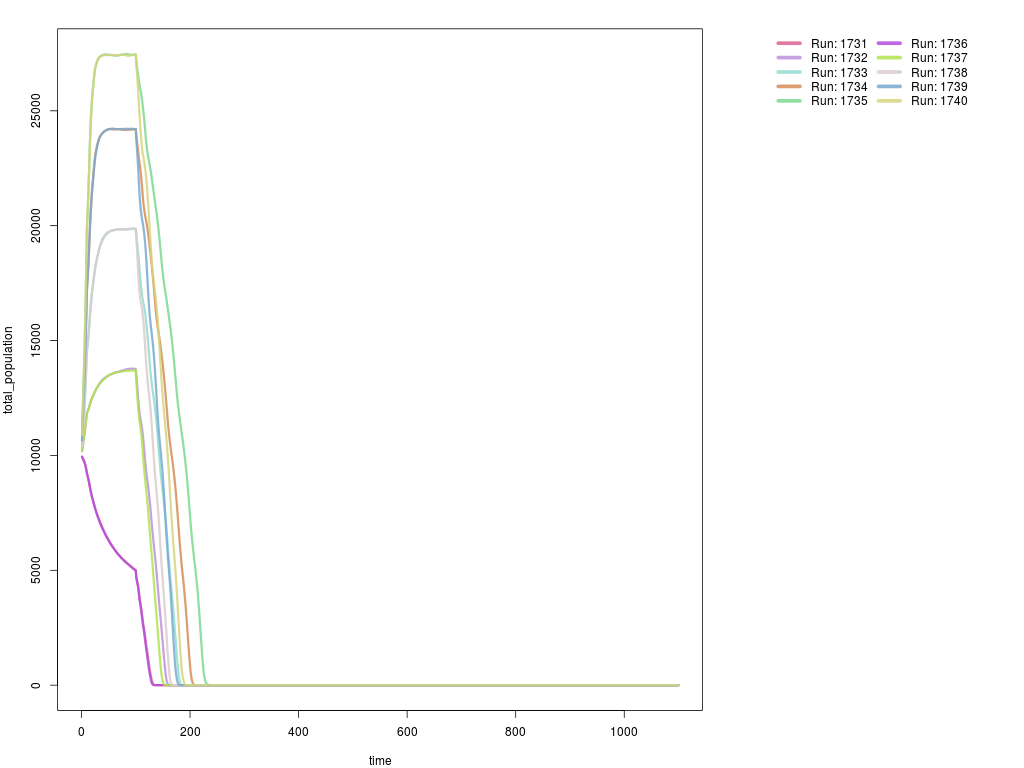 total_population
25000
20000
15000
10000
5000
0
0 200 400 600 800 1000
time
Run: 1731 Run: 1736
Run: 1732 Run: 1737
Run: 1733 Run: 1738
Run: 1734 Run: 1739
Run: 1735 Run: 1740